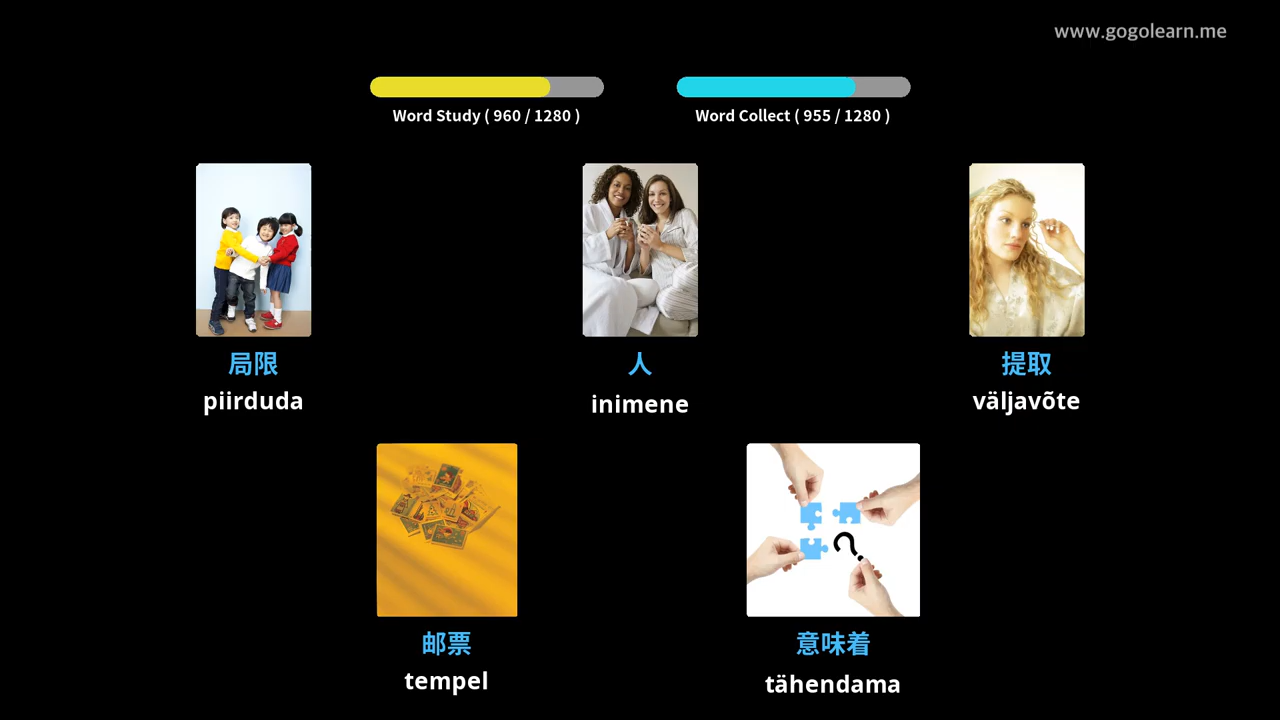 www.gogolearn.me
Word Study ( 960 / 1280 )
Word Collect ( 955 / 1280 )
局限
piirduda
人
inimene
提取
väljavõte
邮票
tempel
意味着
tähendama